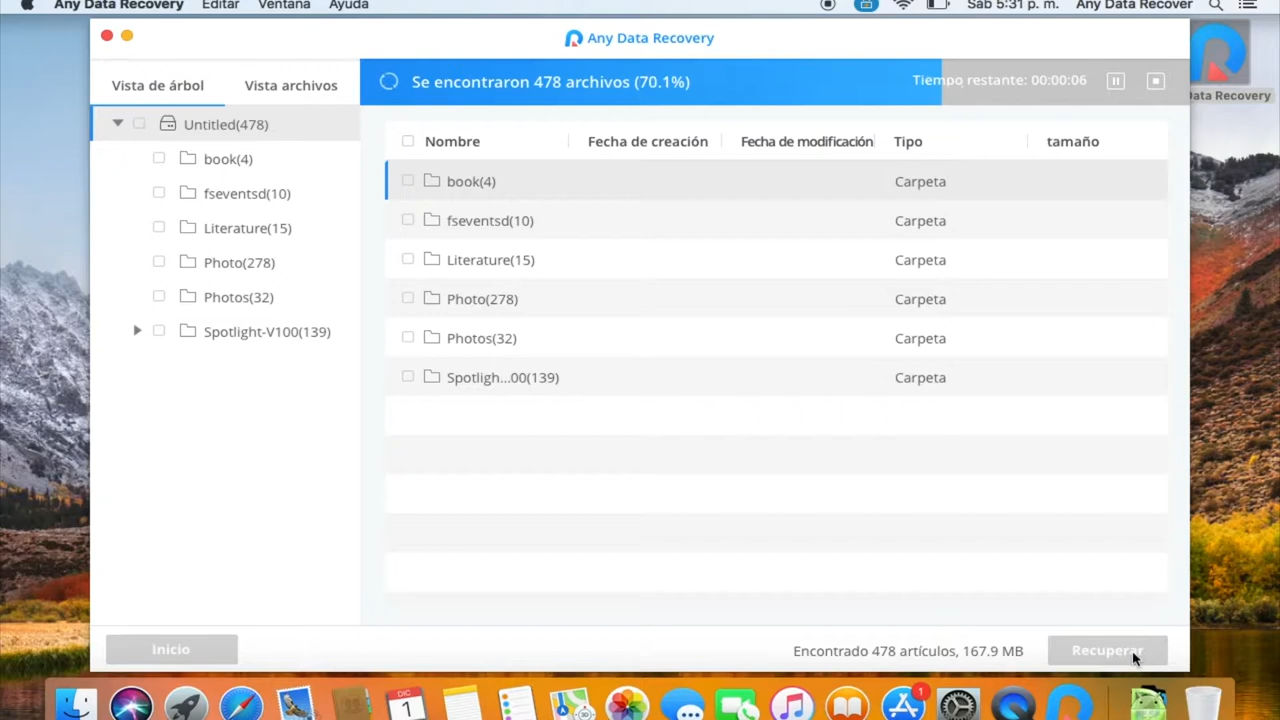 Any Data Recovery Editar Ventana Ayuda Sáb 5:31 p. m. Any Data Recover
Any Data Recovery
Data Recovery
Vista de árbol Vista archivos
Se encontraron 478 archivos (70.1%) Tiempo restante: 00:00:06
Untitled(478)
book(4)
fseventsd(10)
Literature(15)
Photo(278)
Photos(32)
Spotlight-V100(139)
Nombre Fecha de creación Fecha de modificación Tipo tamaño
book(4) Carpeta
fseventsd(10) Carpeta
Literature(15) Carpeta
Photo(278) Carpeta
Photos(32) Carpeta
Spotligh...00(139) Carpeta
Inicio Encontrado 478 artículos, 167.9 MB Recuperar
DIC
1
1